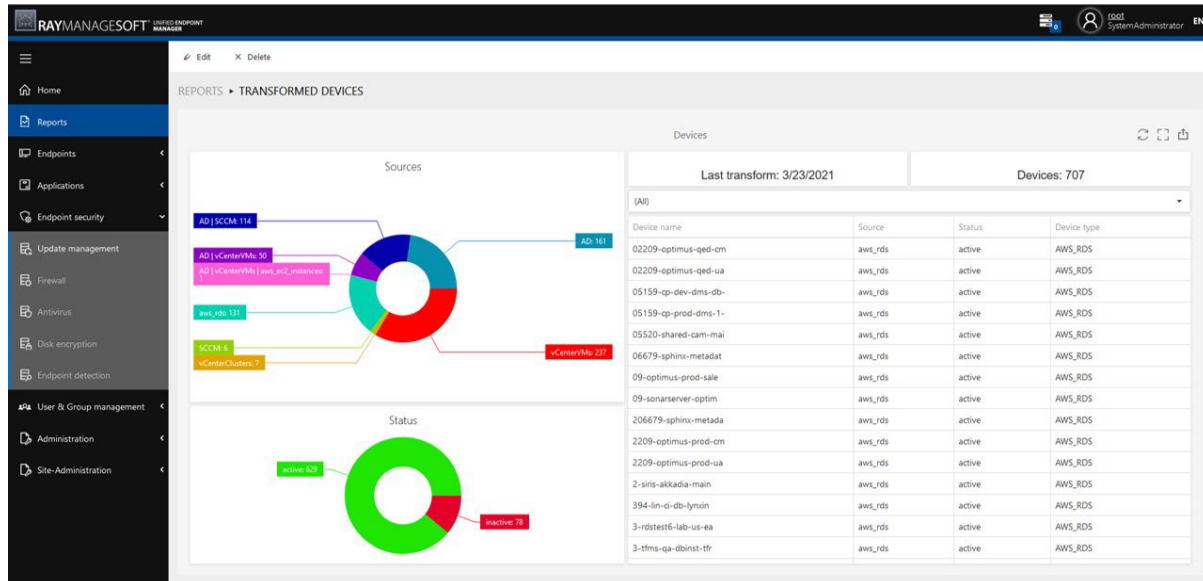 RAYMANAGESOFT UNIFIED ENDPOINT MANAGER
0
root
SystemAdministrator
EN
Edit
Delete
Home
Reports
Endpoints
Applications
Endpoint security
Update management
Firewall
Antivirus
Disk encryption
Endpoint detection
User & Group management
Administration
Site-Administration
REPORTS ▸ TRANSFORMED DEVICES
Devices
Sources
AD | SCCM: 114
AD: 161
AD | vCenterVMs: 50
AD | vCenterVMs | aws_ec2_instances:
1
aws_rds: 131
SCCM: 6
vCenterClusters: 7
vCenterVMs: 237
Status
active: 629
inactive: 78
Last transform: 3/23/2021
Devices: 707
(All)
Device name Source Status Device type
02209-optimus-qed-cm aws_rds active AWS_RDS
02209-optimus-qed-ua aws_rds active AWS_RDS
05159-cp-dev-dms-db- aws_rds active AWS_RDS
05159-cp-prod-dms-1- aws_rds active AWS_RDS
05520-shared-cam-mai aws_rds active AWS_RDS
06679-sphinx-metadat aws_rds active AWS_RDS
09-optimus-prod-sale aws_rds active AWS_RDS
09-sonarserver-optim aws_rds active AWS_RDS
206679-sphinx-metada aws_rds active AWS_RDS
2209-optimus-prod-cm aws_rds active AWS_RDS
2209-optimus-prod-ua aws_rds active AWS_RDS
2-siris-akkadia-main aws_rds active AWS_RDS
394-lin-ci-db-lynxin aws_rds active AWS_RDS
3-rdstest6-lab-us-ea aws_rds active AWS_RDS
3-tfms-qa-dbinst-tfr aws_rds active AWS_RDS